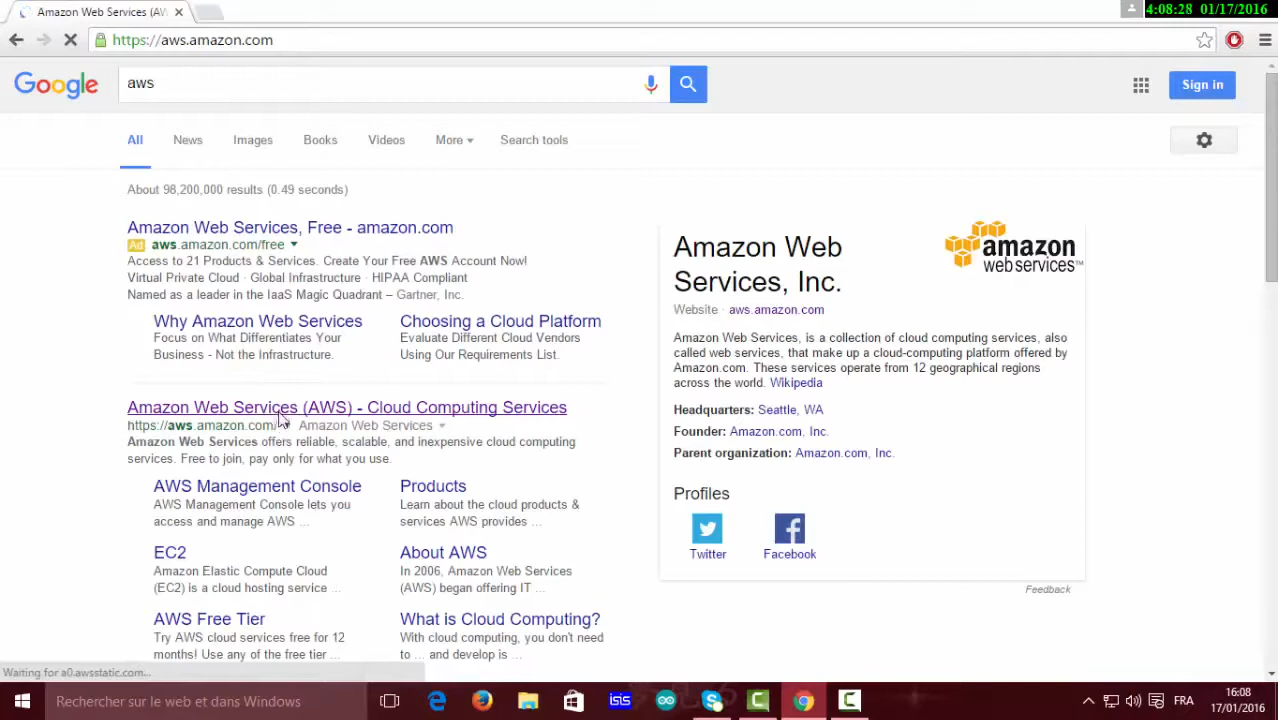 Amazon Web Services (AW
4:08:28 01/17/2016
https://aws.amazon.com
Google
aws
Sign in
All News Images Books Videos More Search tools
About 98,200,000 results (0.49 seconds)
Amazon Web Services, Free - amazon.com
Ad aws.amazon.com/free
Access to 21 Products & Services. Create Your Free AWS Account Now!
Virtual Private Cloud · Global Infrastructure · HIPAA Compliant
Named as a leader in the IaaS Magic Quadrant – Gartner, Inc.
Why Amazon Web Services
Focus on What Differentiates Your
Business - Not the Infrastructure.
Choosing a Cloud Platform
Evaluate Different Cloud Vendors
Using Our Requirements List.
Amazon Web Services (AWS) - Cloud Computing Services
https://aws.amazon.com/ Amazon Web Services
Amazon Web Services offers reliable, scalable, and inexpensive cloud computing
services. Free to join, pay only for what you use.
AWS Management Console
AWS Management Console lets you
access and manage AWS ...
Products
Learn about the cloud products &
services AWS provides ...
EC2
Amazon Elastic Compute Cloud
(EC2) is a cloud hosting service ...
About AWS
In 2006, Amazon Web Services
(AWS) began offering IT ...
AWS Free Tier
Try AWS cloud services free for 12
months! Use any of the free tier ...
What is Cloud Computing?
With cloud computing, you don't need
to ... and develop is ...
Amazon Web
Services, Inc.
amazon
web services™
Website · aws.amazon.com
Amazon Web Services, is a collection of cloud computing services, also
called web services, that make up a cloud-computing platform offered by
Amazon.com. These services operate from 12 geographical regions
across the world. Wikipedia
Headquarters: Seattle, WA
Founder: Amazon.com, Inc.
Parent organization: Amazon.com, Inc.
Profiles
Twitter
Facebook
Feedback
Waiting for a0.awsstatic.com...
Rechercher sur le web et dans Windows
isis
FRA
16:08
17/01/2016